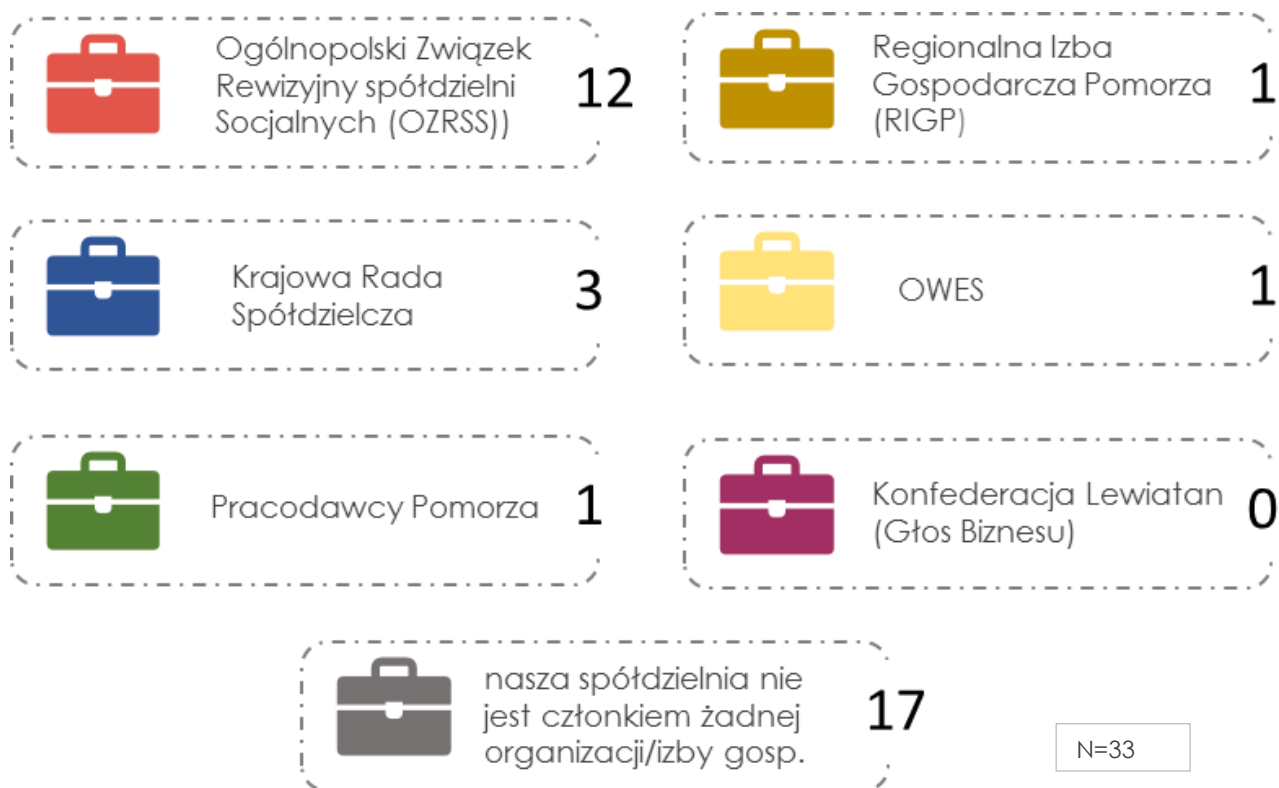 Ogólnopolski Związek
Rewizyjny spółdzielni
Socjalnych (OZRSS))
12
Regionalna Izba
Gospodarcza Pomorza
(RIGP)
1
Krajowa Rada
Spółdzielcza
3
OWES
1
Pracodawcy Pomorza
1
Konfederacja Lewiatan
(Głos Biznesu)
0
nasza spółdzielnia nie
jest członkiem żadnej
organizacji/izby gosp.
17
N=33